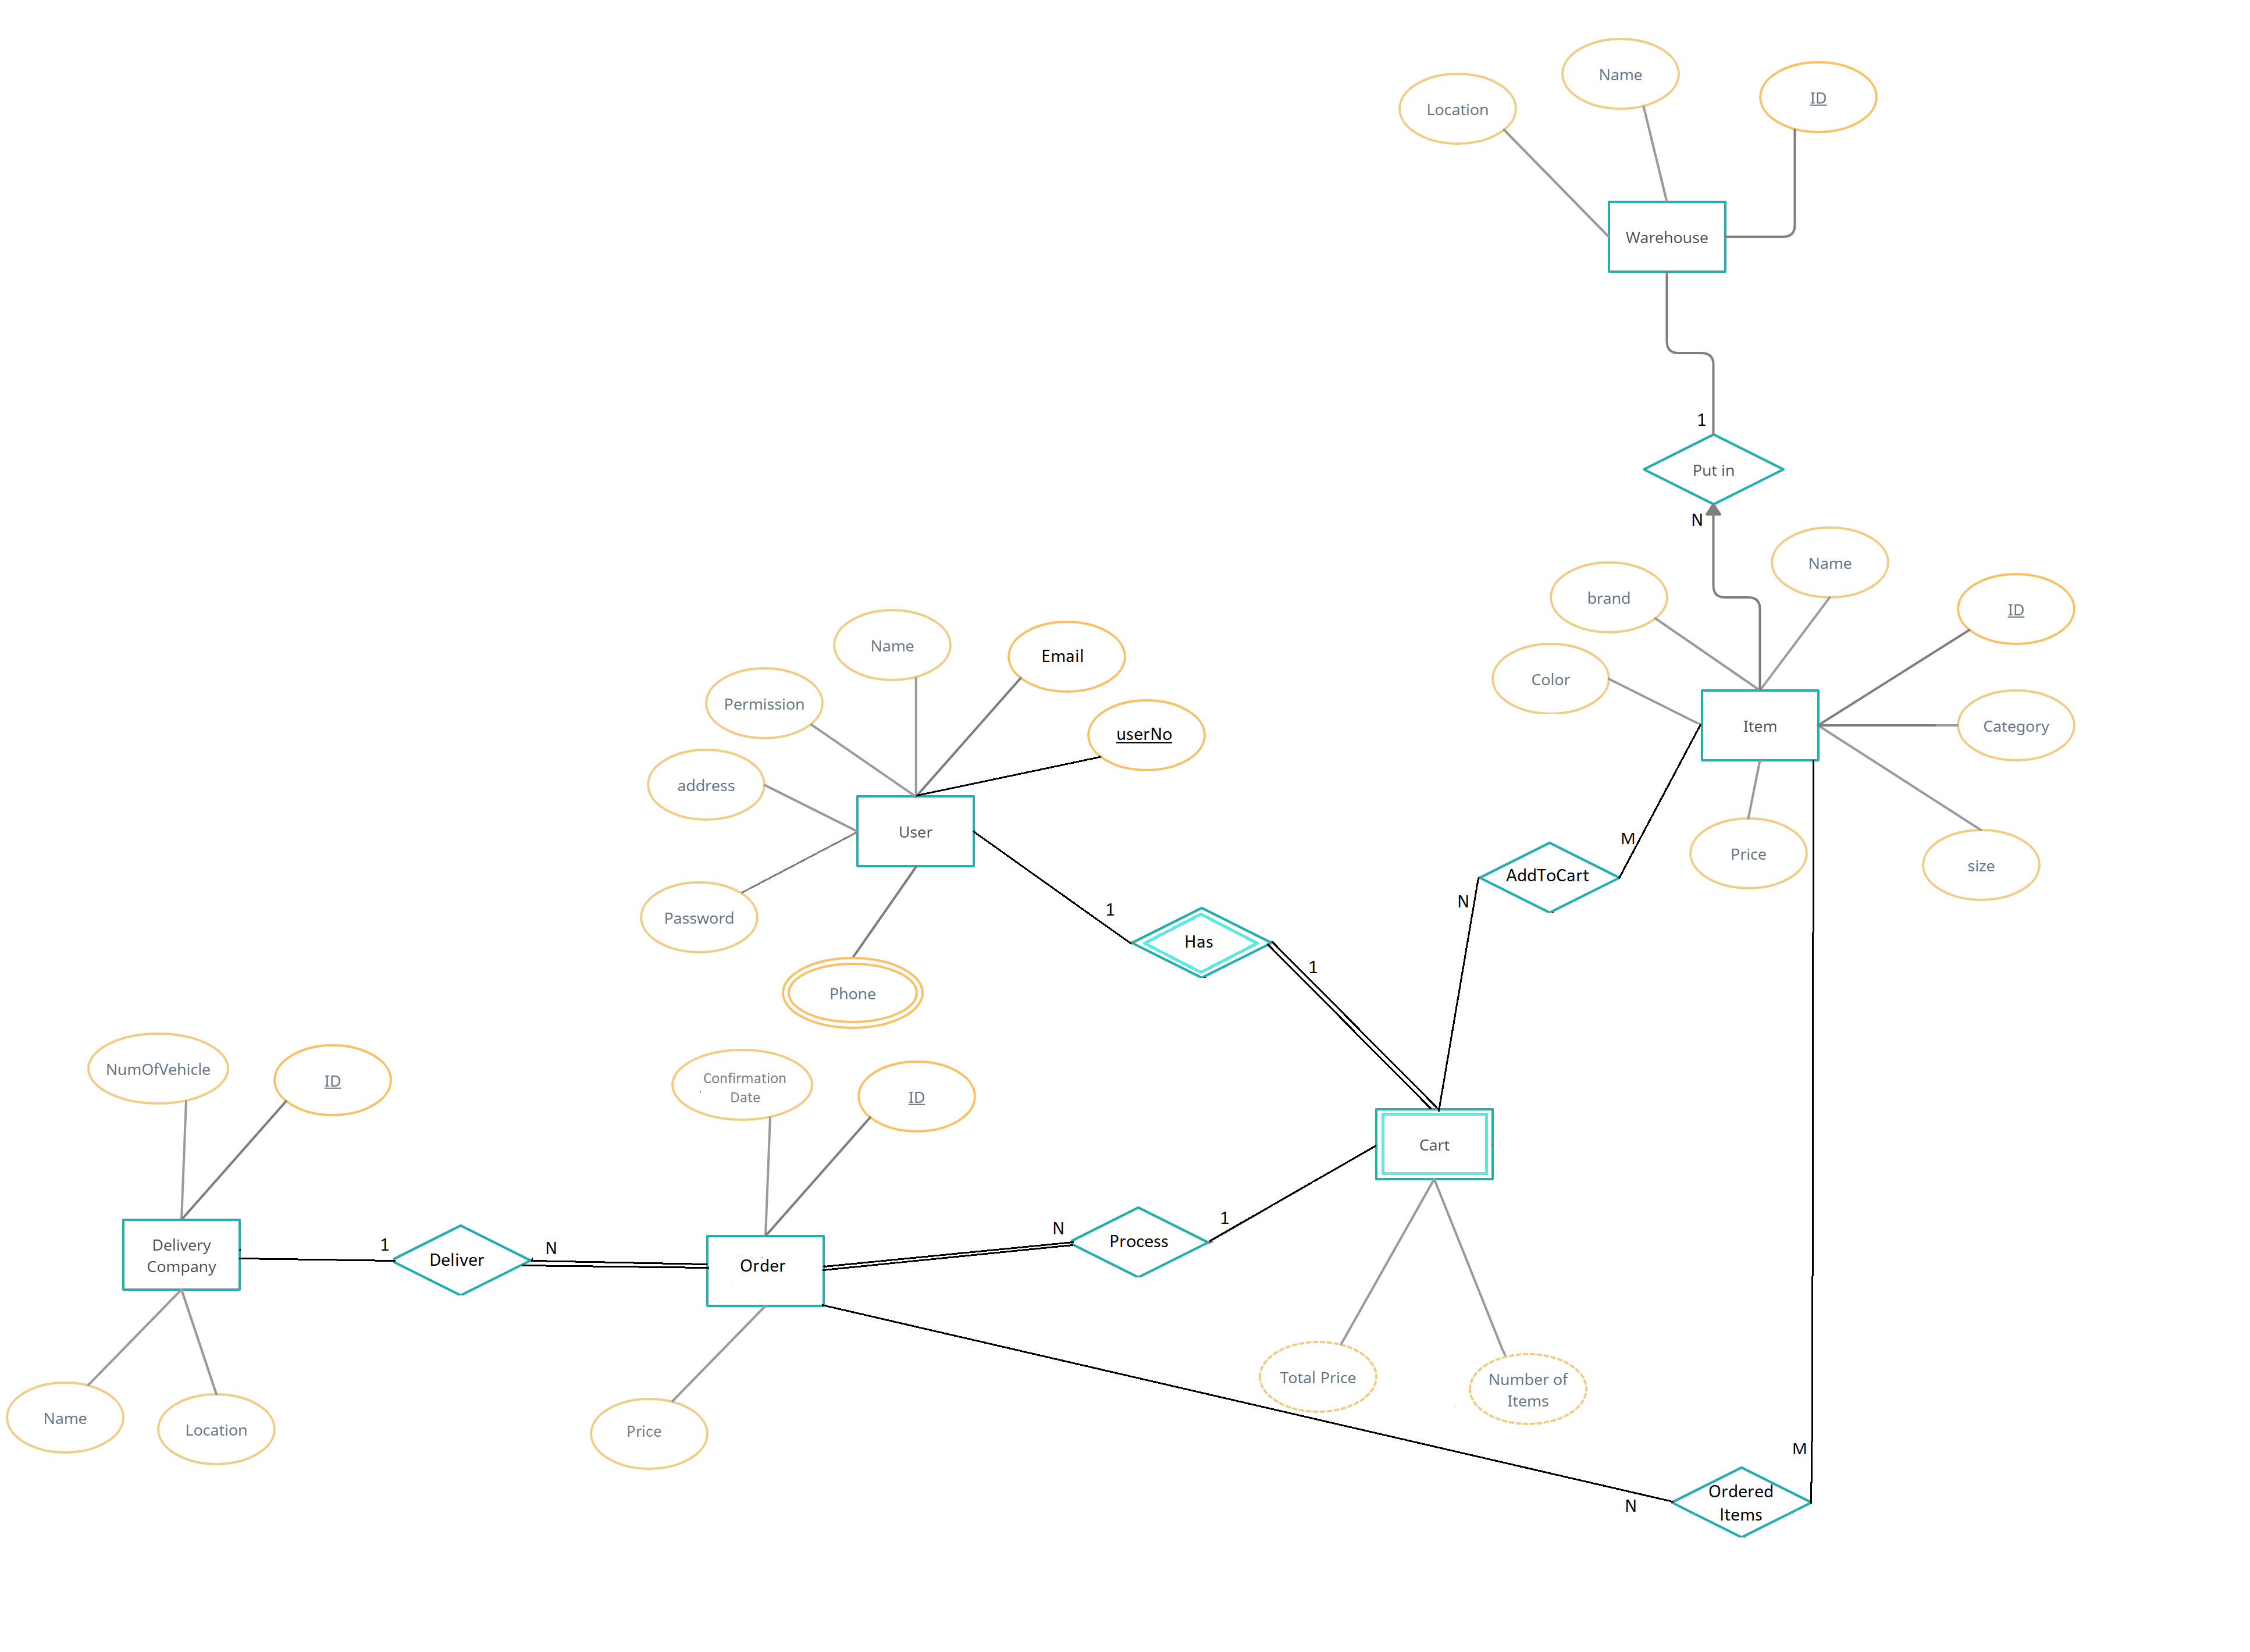 Name
Location
ID
Warehouse
1
Put in
N
Name
brand
ID
Color
Item
Category
Price
size
Name
Email
Permission
userNo
address
User
Password
Phone
M
AddToCart
N
1
Has
1
NumOfVehicle
ID
Confirmation
Date
ID
Cart
Delivery
Company
1
Deliver
N
Order
N
Process
1
Total Price
Number of
Items
Name
Location
Price
M
Ordered
Items
N